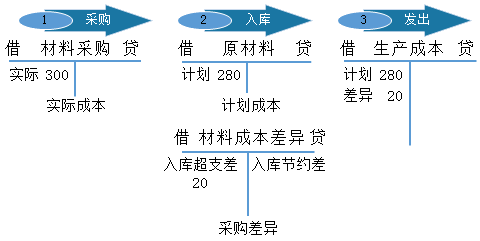 1 采购
2 入库
3 发出
借 材料采购 贷
借 原材料 贷
借 生产成本 贷
实际 300
计划 280
计划 280
差异 20
实际成本
计划成本
借 材料成本差异 贷
入库超支差
入库节约差
20
采购差异